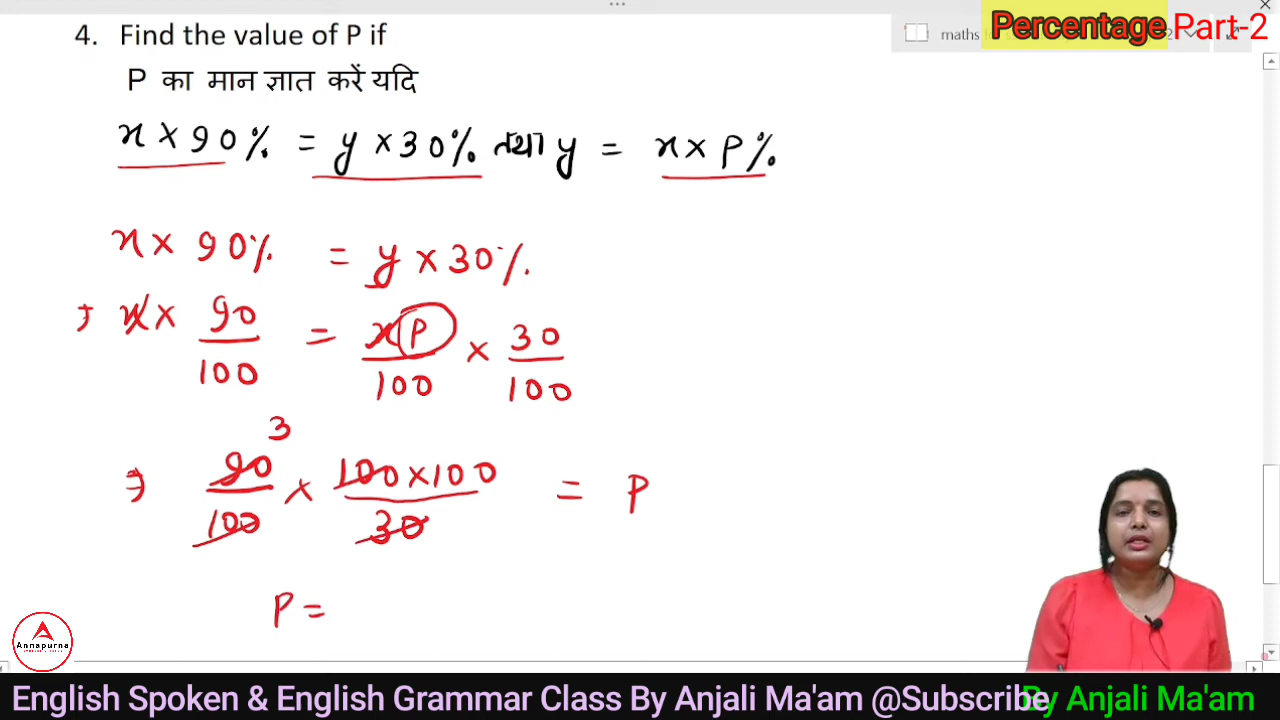 Percentage Part-2
maths
4. Find the value of P if
P का मान ज्ञात करें यदि
x × 90% = y × 30% तथा y = x × P%
x × 90% = y × 30%
⇒ x × 90/100 = xP/100 × 30/100
3
⇒ 90/100 × 100×100/30 = P
P =
Annapurna
English Spoken & English Grammar Class By Anjali Ma'am @Subscribe
By Anjali Ma'am